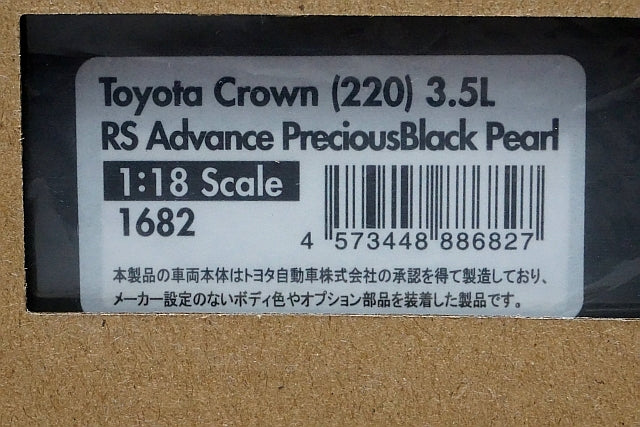 Toyota Crown (220) 3.5L
RS Advance PreciousBlack Pearl
1:18 Scale
1682
4 573448 886827
本製品の車両本体はトヨタ自動車株式会社の承認を得て製造しており、
メーカー設定のないボディ色やオプション部品を装着した製品です。